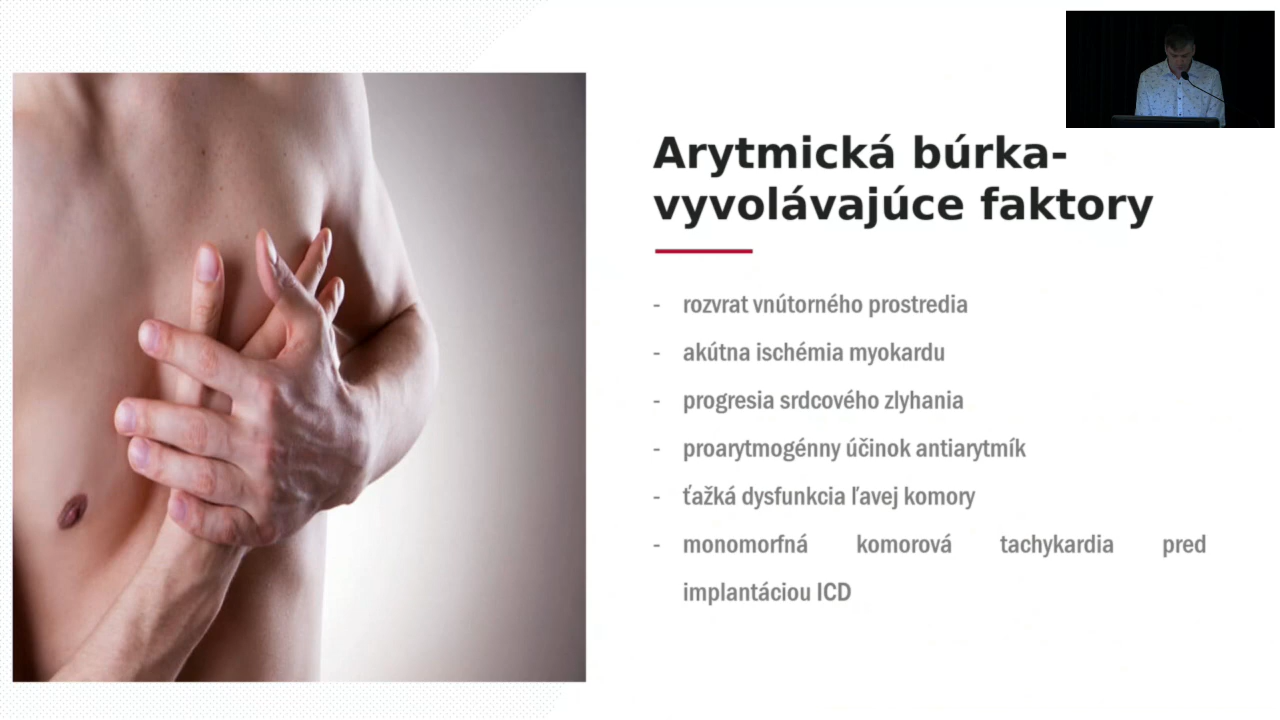 Arytmická búrka-
vyvolávajúce faktory
- rozvrat vnútorného prostredia
- akútna ischémia myokardu
- progresia srdcového zlyhania
- proarytmogénny účinok antiarytmík
- ťažká dysfunkcia ľavej komory
- monomorfná komorová tachykardia pred
implantáciou ICD